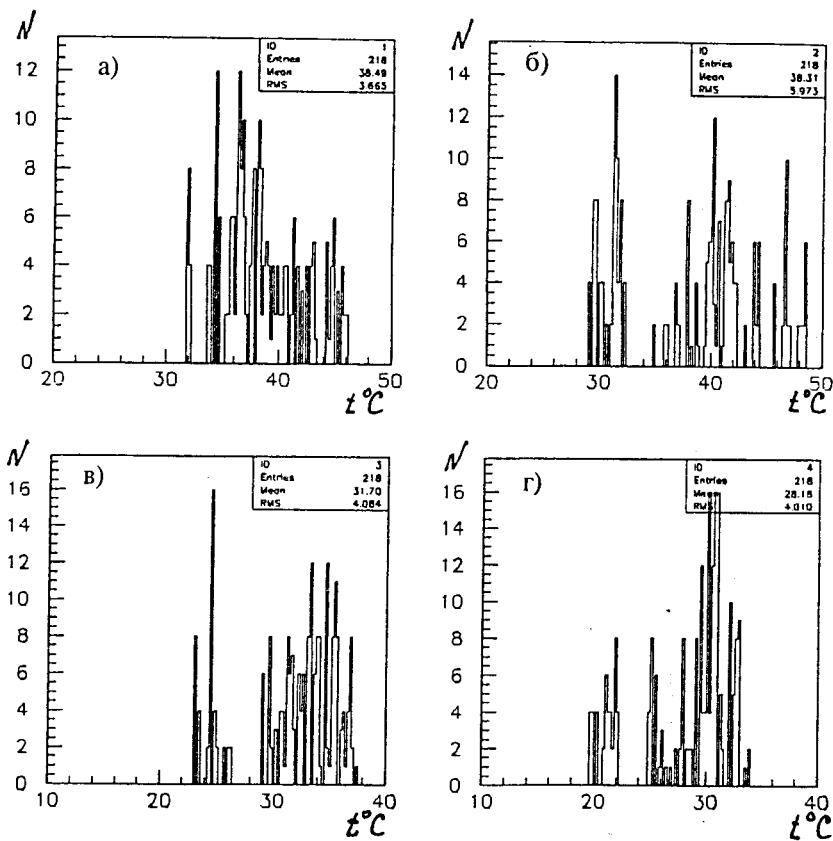 N
а)
ID 1
Entries 218
Mean 38.49
RMS 3.665
12
10
8
6
4
2
0
20 30 40 50
t°C
N
б)
ID 2
Entries 218
Mean 38.31
RMS 5.973
14
12
10
8
6
4
2
0
20 30 40 50
t°C
N
в)
ID 3
Entries 218
Mean 31.70
RMS 4.084
16
14
12
10
8
6
4
2
0
10 20 30 40
t°C
N
г)
ID 4
Entries 218
Mean 28.18
RMS 4.010
16
14
12
10
8
6
4
2
0
10 20 30 40
t°C